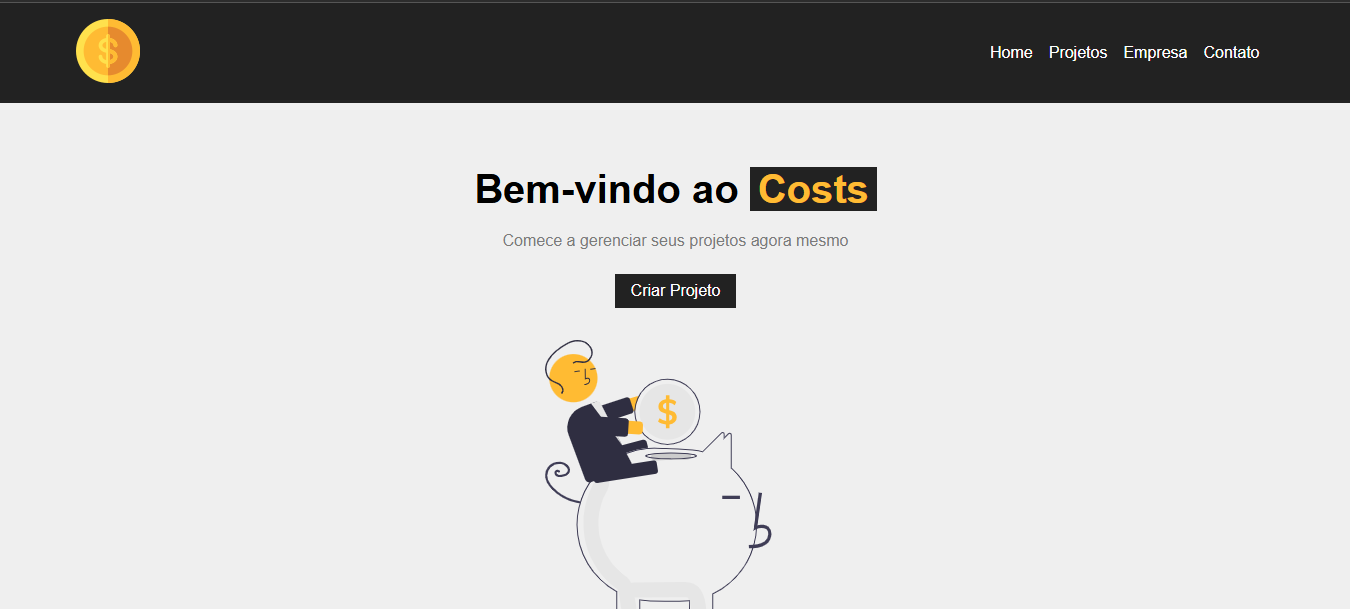 $
Home Projetos Empresa Contato
Bem-vindo ao Costs
Comece a gerenciar seus projetos agora mesmo
Criar Projeto
$